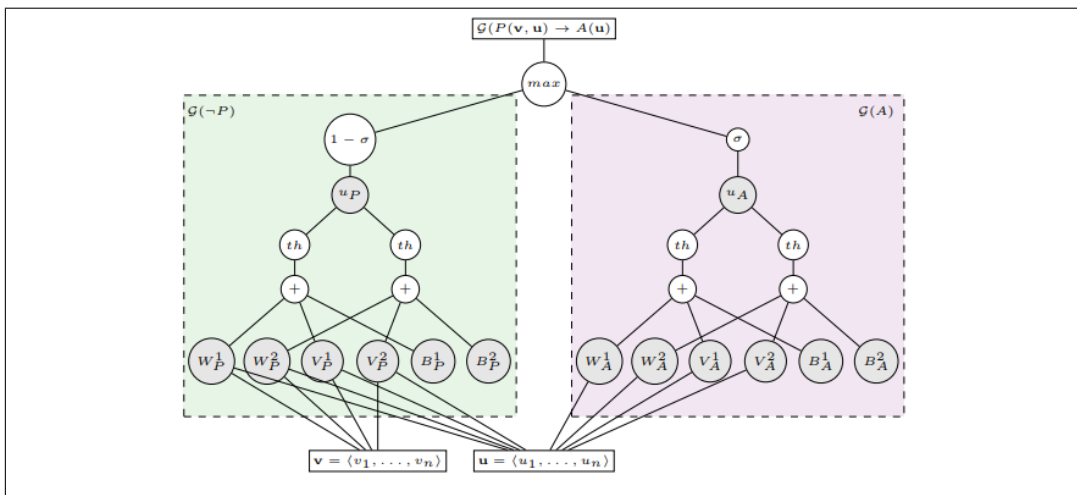 𝒢(P(v, u) → A(u)
max
𝒢(¬P)
𝒢(A)
1 − σ
σ
u_P
u_A
th th th th
+ + + +
W_P^1 W_P^2 V_P^1 V_P^2 B_P^1 B_P^2 W_A^1 W_A^2 V_A^1 V_A^2 B_A^1 B_A^2
v = ⟨v_1, . . . , v_n⟩ u = ⟨u_1, . . . , u_n⟩